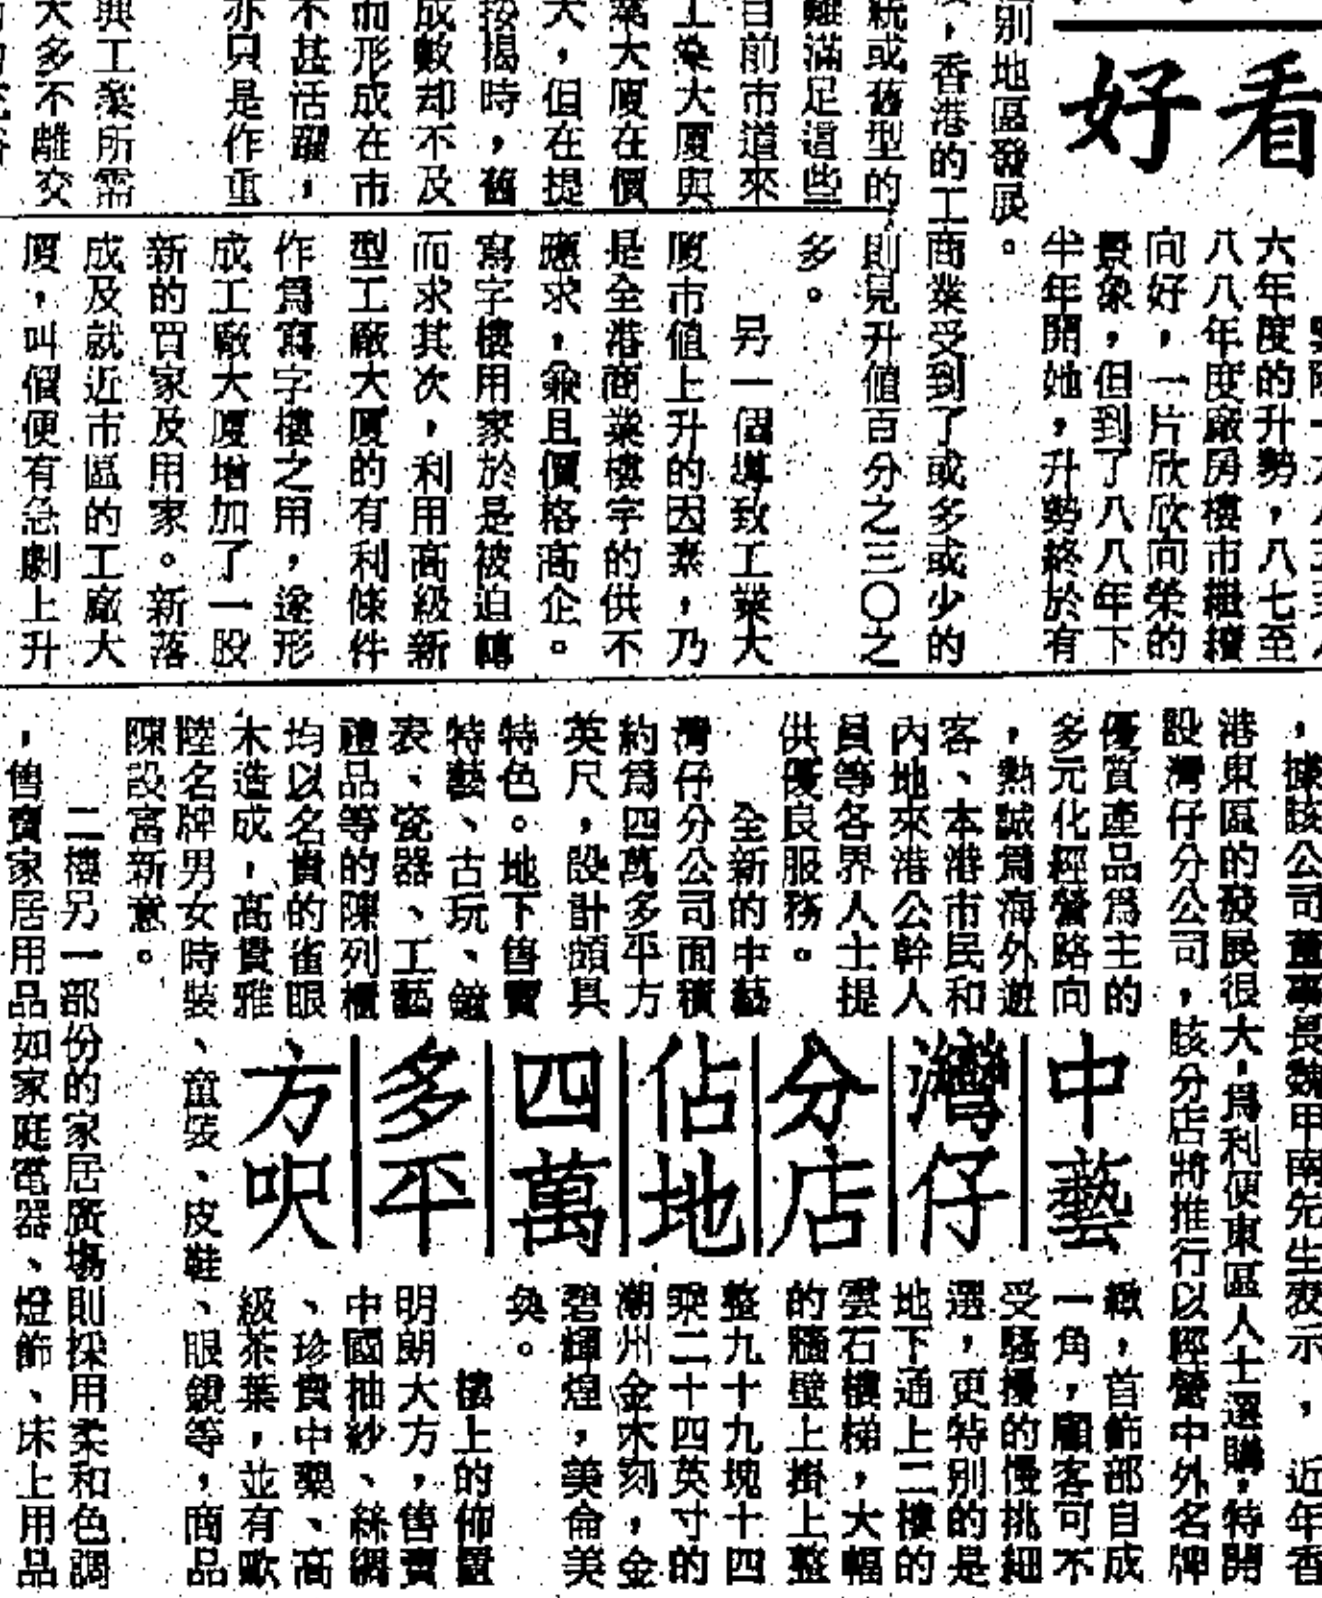 看好
別地區發展。
，香港的工商業受到了或多或少的
統或舊型的
難滿足這些
目前市道來
工業大廈與
業大廈在價
大，但在提
按揭時，舊
成數却不及
而形成在市
不甚活躍，
亦只是作重
與工業所需
大多不離交
六年度的升勢，八七至
八八年度廠房樓市繼續
向好，一片欣欣向榮的
景象，但到了八八年下
半年開始，升勢終於有
則見升值百分之三〇之
多。
另一個導致工業大
廈市值上升的因素，乃
是全港商業樓宇的供不
應求，兼且價格高企。
寫字樓用家於是被迫轉
而求其次，利用高級新
型工廠大廈的有利條件
作爲寫字樓之用，遂形
成工廠大廈增加了一股
新的買家及用家。新落
成及就近市區的工廠大
廈，叫價便有急劇上升
中藝
灣仔
分店
佔地
四萬
多平
方呎
，據該公司董事長魏甲南先生表示，近年香
港東區的發展很大，爲利便東區人士選購，特開
設灣仔分公司，該分店將推行以經營中外名牌
優質產品爲主的
多元化經營路向
，熱誠爲海外遊
客、本港市民和
內地來港公幹人
員等各界人士提
供優良服務。
全新的中藝
灣仔分公司面積
約爲四萬多平方
英尺，設計頗具
特色。地下售賣
特藝、古玩、鐘
表、瓷器、工藝
禮品等的陳列櫃
均以名貴的雀眼
木造成，高貴雅
緻，首飾部自成
一角，顧客可不
受騷擾的慢挑細
選，更特別的是
地下通上二樓的
雲石樓梯，大幅
的牆壁上掛上整
整九十九塊十四
乘二十四英寸的
潮州金木刻，金
碧輝煌，美侖美
奐。
樓上的佈置
明朗大方，售賣
中國抽紗、絲綢
、珍貴中藥、高
級茶葉，並有歐
陸名牌男女時裝、童裝、皮鞋、眼鏡等，商品
陳設富新意。
二樓另一部份的家居廣場則採用柔和色調
，售賣家居用品如家庭電器、燈飾、床上用品